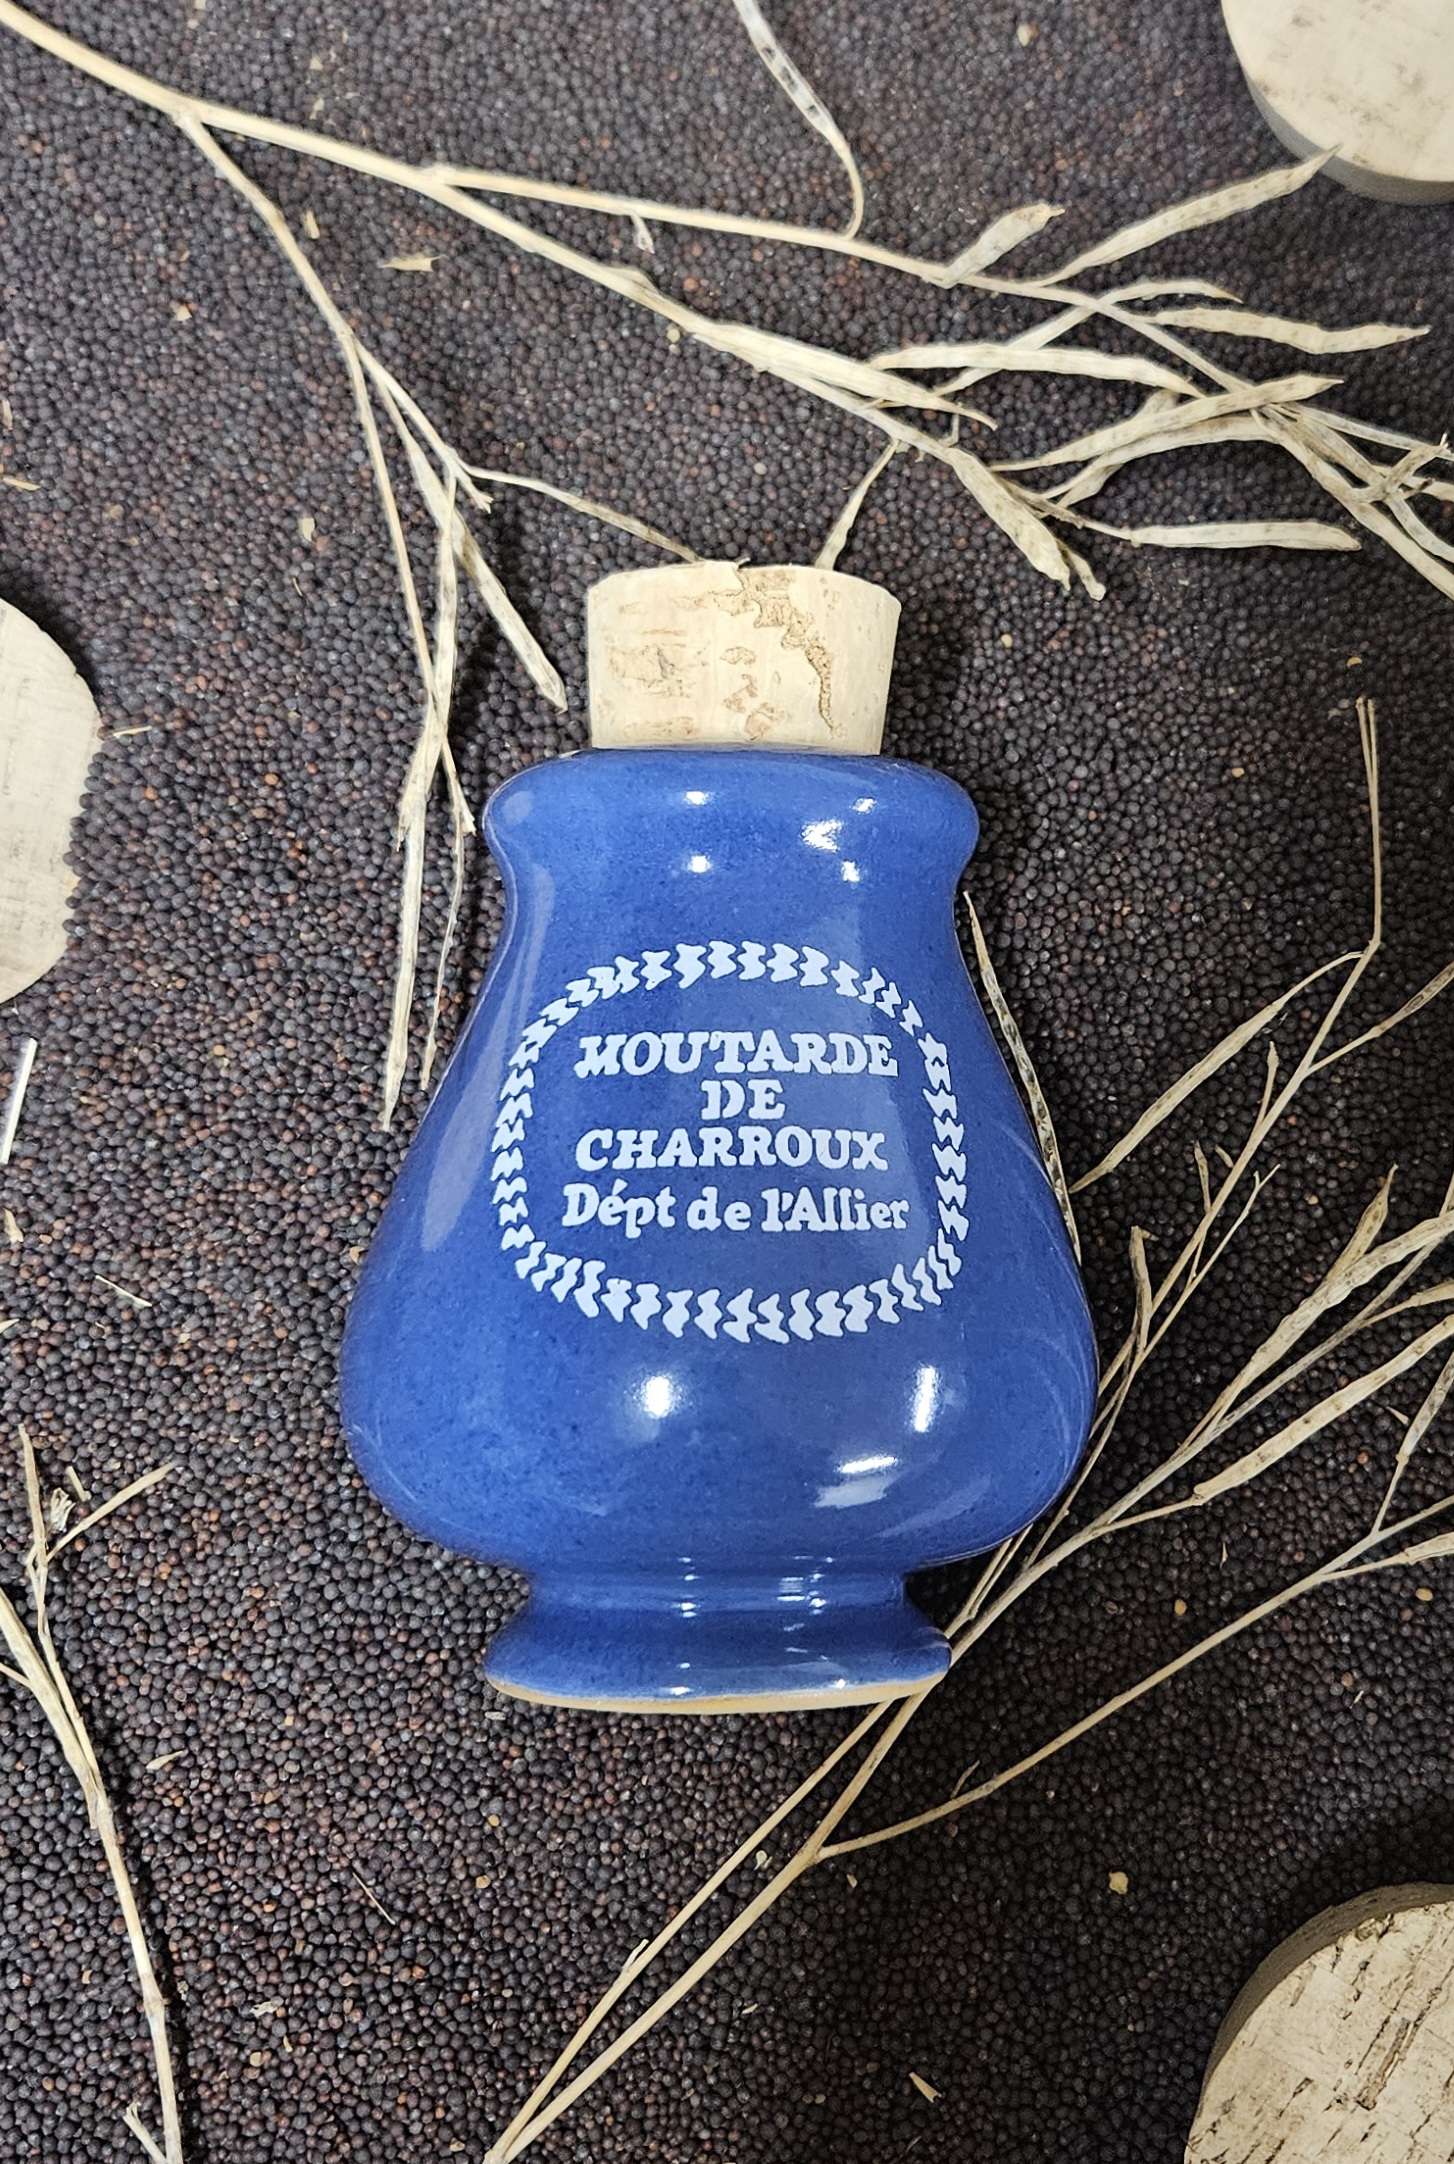 MOUTARDE
DE
CHARROUX
Dépt de l'Allier